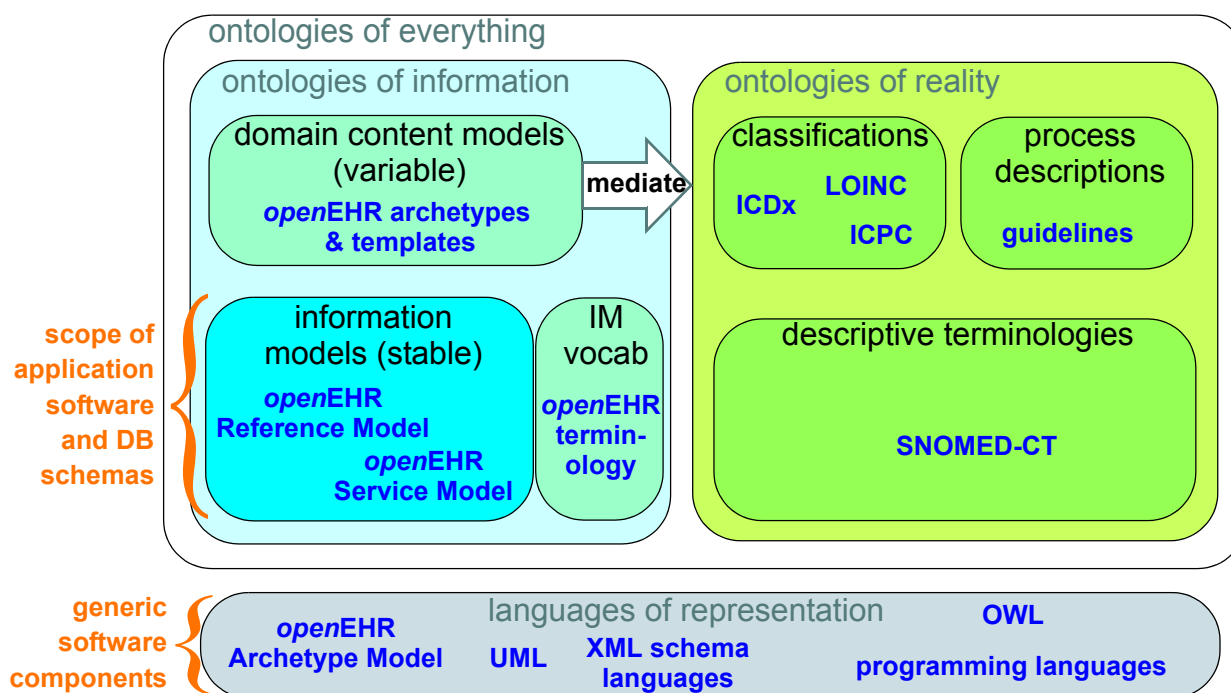 ontologies of everything
ontologies of information
domain content models
(variable)
openEHR archetypes
& templates
mediate
ontologies of reality
classifications
ICDx
LOINC
ICPC
process
descriptions
guidelines
scope of
application
software
and DB
schemas
information
models (stable)
openEHR
Reference Model
openEHR
Service Model
IM
vocab
openEHR
termin-
ology
descriptive terminologies
SNOMED-CT
generic
software
components
languages of representation
openEHR
Archetype Model
UML
XML schema
languages
OWL
programming languages